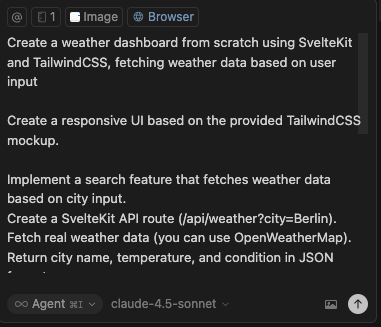 @ 1 Image Browser
Create a weather dashboard from scratch using SvelteKit
and TailwindCSS, fetching weather data based on user
input
Create a responsive UI based on the provided TailwindCSS
mockup.
Implement a search feature that fetches weather data
based on city input.
Create a SvelteKit API route (/api/weather?city=Berlin).
Fetch real weather data (you can use OpenWeatherMap).
Return city name, temperature, and condition in JSON
∞ Agent ⌘I claude-4.5-sonnet